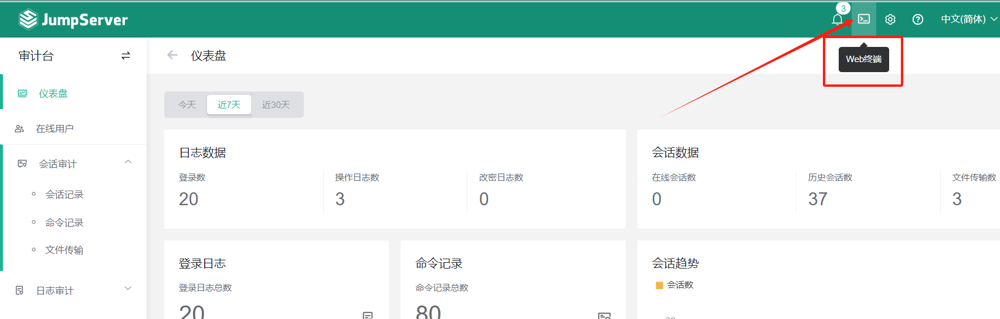 JumpServer
3
中文(简体)
Web终端
审计台
仪表盘
仪表盘
在线用户
会话审计
会话记录
命令记录
文件传输
日志审计
今天 近7天 近30天
日志数据
登录数 操作日志数 改密日志数
20 3 0
会话数据
在线会话数 历史会话数 文件传输数
0 37 3
登录日志
登录日志总数
20
命令记录
命令记录总数
80
会话趋势
会话数